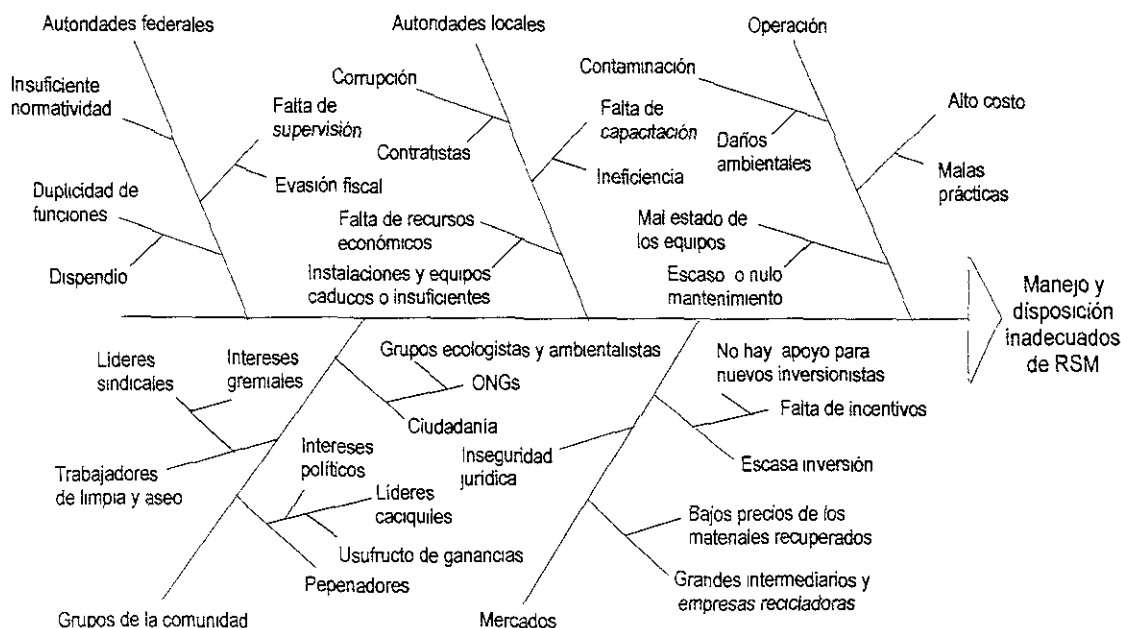 Autoridades federales
Autoridades locales
Operación
Insuficiente
normatividad
Falta de
supervisión
Evasión fiscal
Duplicidad de
funciones
Dispendio
Corrupción
Contratistas
Falta de
capacitación
Ineficiencia
Falta de recursos
económicos
Instalaciones y equipos
caducos o insuficientes
Contaminación
Daños
ambientales
Alto costo
Malas
prácticas
Mal estado de
los equipos
Escaso o nulo
mantenimiento
Manejo y
disposición
inadecuados
de RSM
Líderes
sindicales
Intereses
gremiales
Trabajadores
de limpia y aseo
Grupos ecologistas y ambientalistas
ONGs
Ciudadanía
Intereses
políticos
Líderes
caciquiles
Usufructo de ganancias
Pepenadores
Grupos de la comunidad
No hay apoyo para
nuevos inversionistas
Falta de incentivos
Escasa inversión
Inseguridad
jurídica
Bajos precios de los
materiales recuperados
Grandes intermediarios y
empresas recicladoras
Mercados